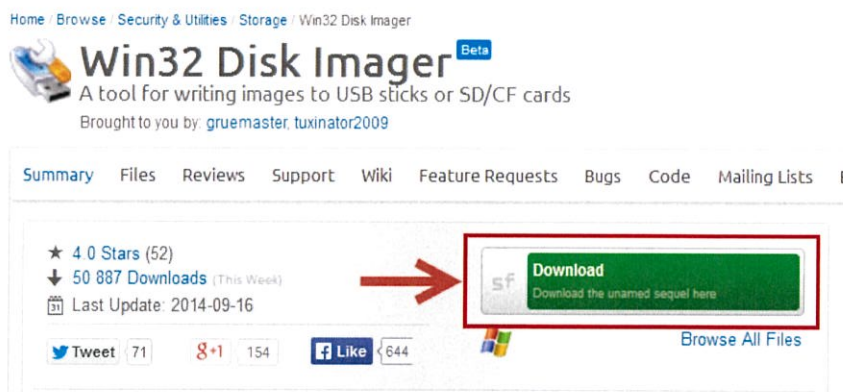 Home / Browse / Security & Utilities / Storage / Win32 Disk Imager
Win32 Disk Imager Beta
A tool for writing images to USB sticks or SD/CF cards
Brought to you by: gruemaster, tuxinator2009
Summary Files Reviews Support Wiki Feature Requests Bugs Code Mailing Lists
4.0 Stars (52)
50 887 Downloads (This Week)
31 Last Update: 2014-09-16
sf Download
Download the unamed sequel here
Browse All Files
Tweet 71 g+1 154 f Like 644